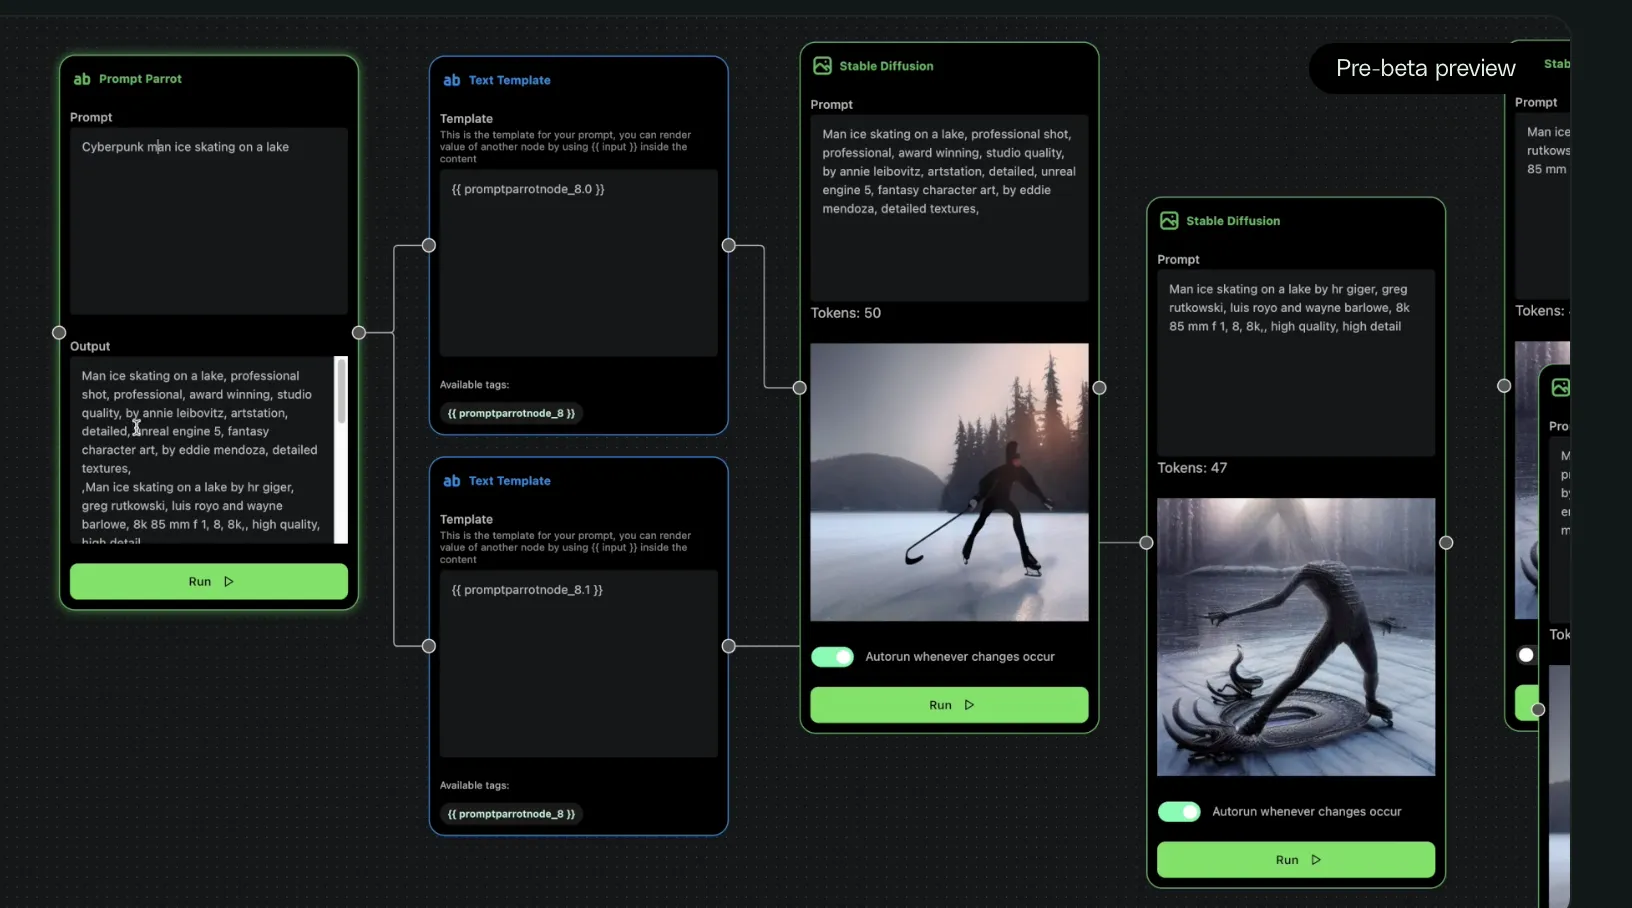 Prompt Parrot
Prompt
Cyberpunk man ice skating on a lake
Output
Man ice skating on a lake, professional
shot, professional, award winning, studio
quality, by annie leibovitz, artstation,
detailed, unreal engine 5, fantasy
character art, by eddie mendoza, detailed
textures,
,Man ice skating on a lake by hr giger,
greg rutkowski, luis royo and wayne
barlowe, 8k 85 mm f 1, 8, 8k,, high quality,
high detail
Run
Text Template
Template
This is the template for your prompt, you can render
value of another node by using {{ input }} inside the
content
{{ promptparrotnode_8.0 }}
Available tags:
{{ promptparrotnode_8 }}
Text Template
Template
This is the template for your prompt, you can render
value of another node by using {{ input }} inside the
content
{{ promptparrotnode_8.1 }}
Available tags:
{{ promptparrotnode_8 }}
Stable Diffusion
Prompt
Man ice skating on a lake, professional shot,
professional, award winning, studio quality,
by annie leibovitz, artstation, detailed, unreal
engine 5, fantasy character art, by eddie
mendoza, detailed textures,
Tokens: 50
Autorun whenever changes occur
Run
Stable Diffusion
Prompt
Man ice skating on a lake by hr giger, greg
rutkowski, luis royo and wayne barlowe, 8k
85 mm f 1, 8, 8k,, high quality, high detail
Tokens: 47
Autorun whenever changes occur
Run
Pre-beta preview
Stab
Prompt
Man ice
rutkows
85 mm
Tokens:
Pro
M
p
by
e
m
Tok